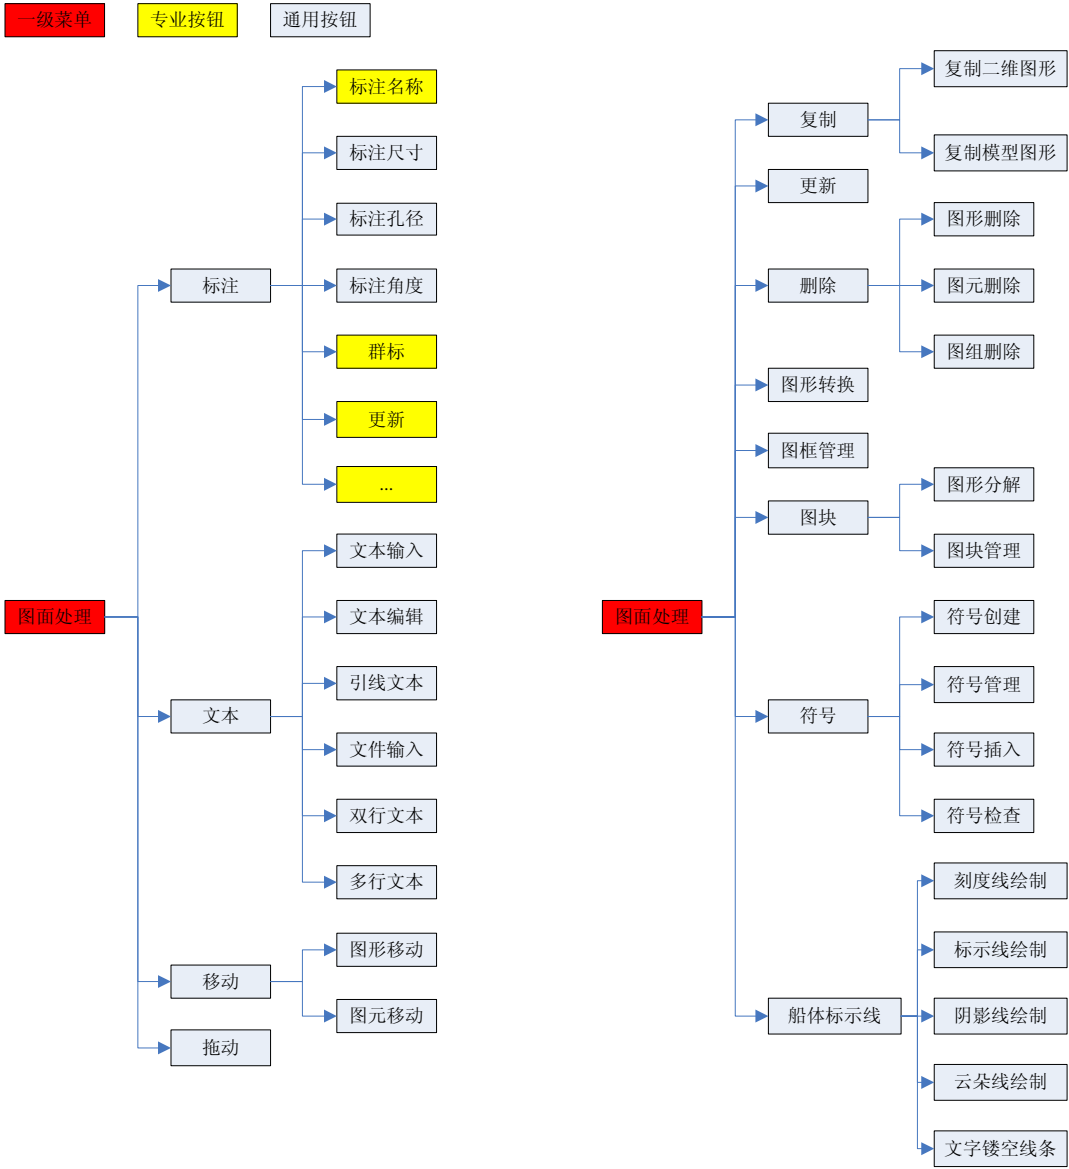 一级菜单
专业按钮
通用按钮
图面处理
标注
标注名称
标注尺寸
标注孔径
标注角度
群标
更新
...
文本
文本输入
文本编辑
引线文本
文件输入
双行文本
多行文本
移动
图形移动
图元移动
拖动
图面处理
复制
复制二维图形
复制模型图形
更新
删除
图形删除
图元删除
图组删除
图形转换
图框管理
图块
图形分解
图块管理
符号
符号创建
符号管理
符号插入
符号检查
船体标示线
刻度线绘制
标示线绘制
阴影线绘制
云朵线绘制
文字镂空线条